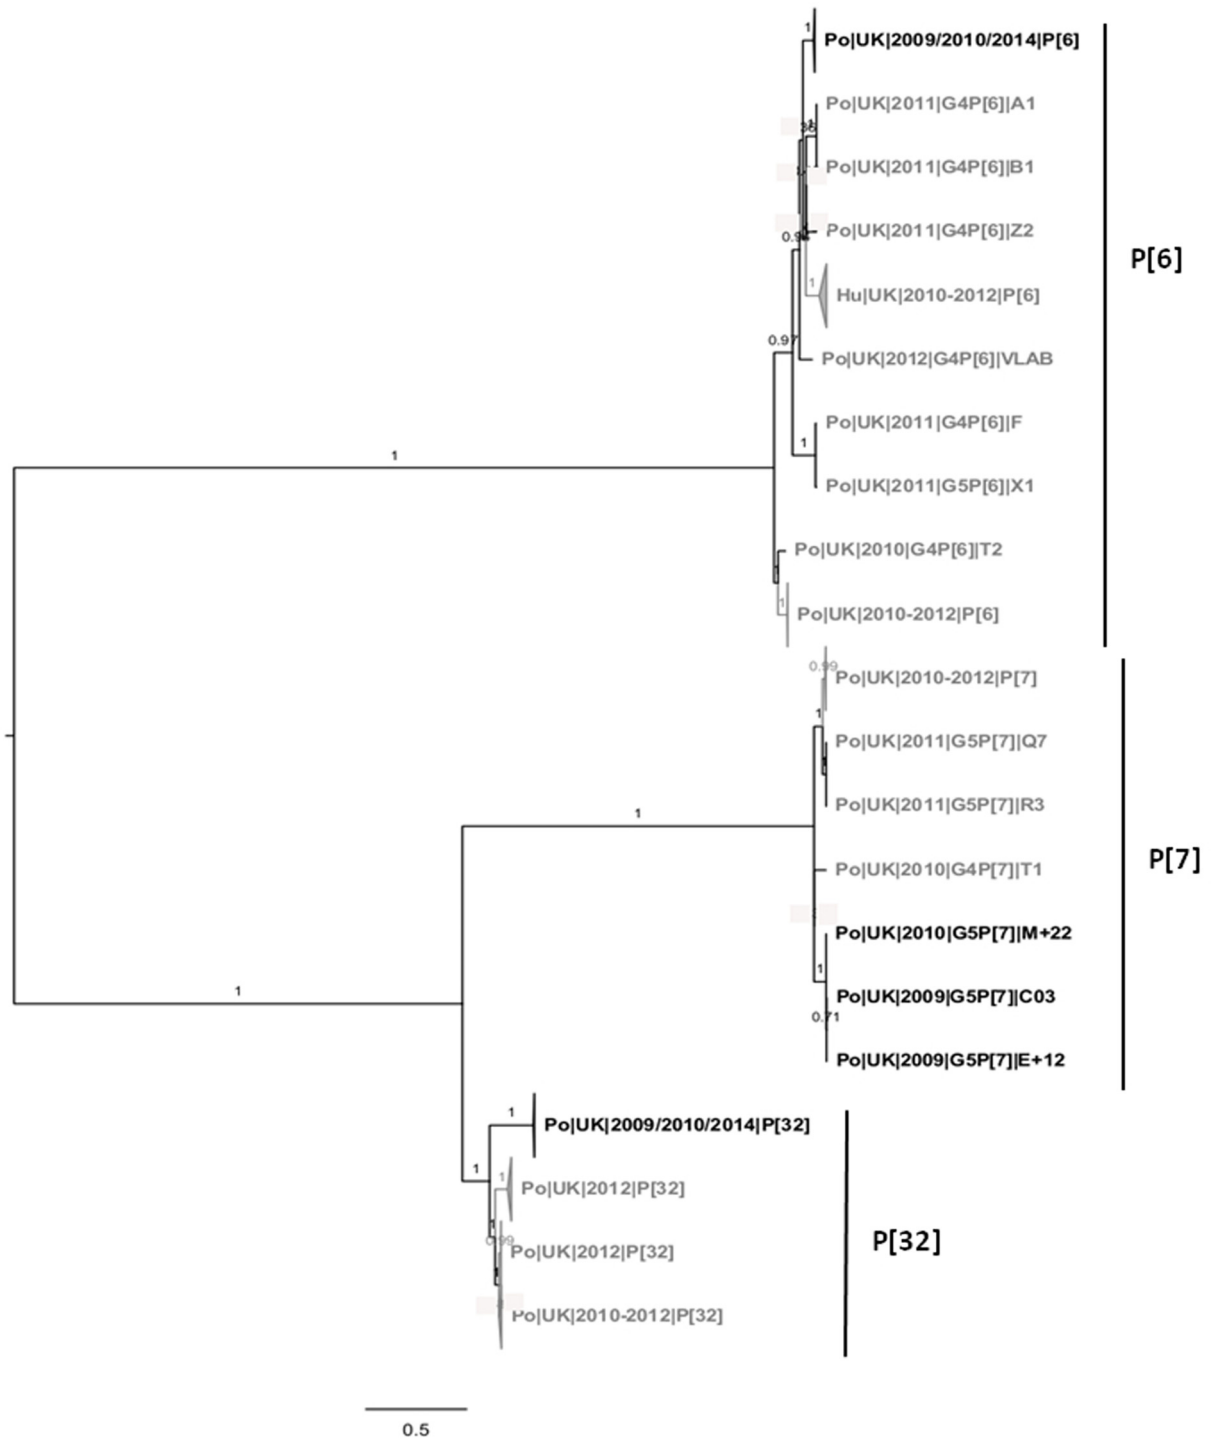 1
Po|UK|2009/2010/2014|P[6]
Po|UK|2011|G4P[6]|A1
Po|UK|2011|G4P[6]|B1
Po|UK|2011|G4P[6]|Z2
P[6]
1
Hu|UK|2010-2012|P[6]
0.97
Po|UK|2012|G4P[6]|VLAB
Po|UK|2011|G4P[6]|F
1
1
Po|UK|2011|G5P[6]|X1
Po|UK|2010|G4P[6]|T2
1
Po|UK|2010-2012|P[6]
0.99
Po|UK|2010-2012|P[7]
1
Po|UK|2011|G5P[7]|Q7
Po|UK|2011|G5P[7]|R3
1
P[7]
Po|UK|2010|G4P[7]|T1
Po|UK|2010|G5P[7]|M+22
1
1
Po|UK|2009|G5P[7]|C03
0.71
Po|UK|2009|G5P[7]|E+12
1
Po|UK|2009/2010/2014|P[32]
1
1
Po|UK|2012|P[32]
1
0.99
Po|UK|2012|P[32]
P[32]
Po|UK|2010-2012|P[32]
0.5